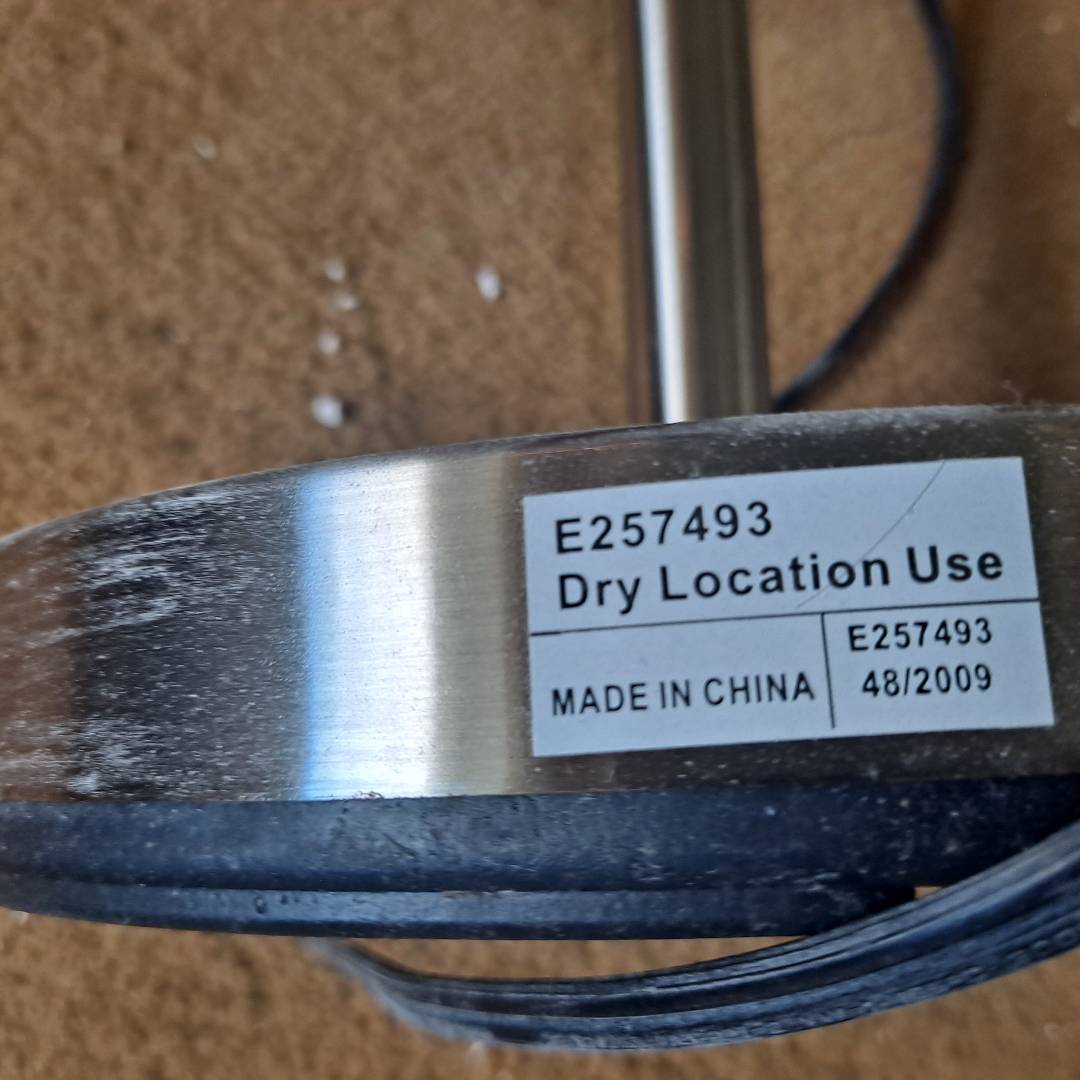 E257493
Dry Location Use
MADE IN CHINA
E257493
48/2009